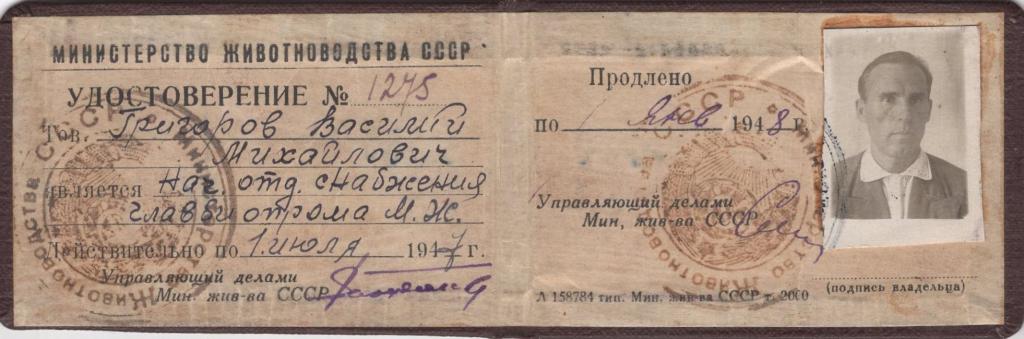 МИНИСТЕРСТВО ЖИВОТНОВОДСТВА СССР
УДОСТОВЕРЕНИЕ № 1275
Тов. Григоров Василий
Михайлович
является Нач. отд. снабжения
М.Ж.
Действительно по 1 июля 1947 г.
Управляющий делами
Мин. жив-ва СССР
Продлено
по 1 янв 1948 г.
Управляющий делами
Мин. жив-ва СССР
Л 158784 тип. Мин. жив-ва СССР т. 2000
(подпись владельца)